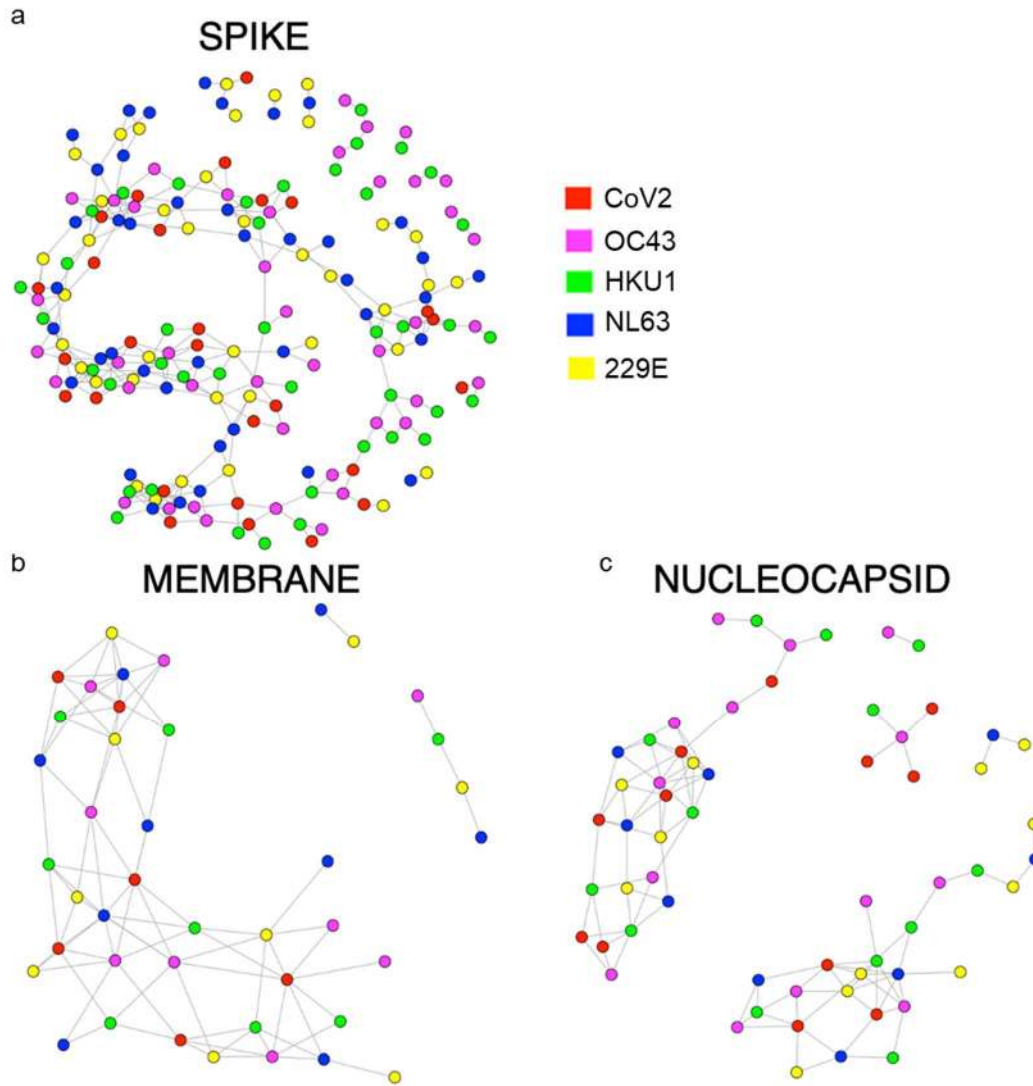 a
SPIKE
CoV2
OC43
HKU1
NL63
229E
b
MEMBRANE
c
NUCLEOCAPSID